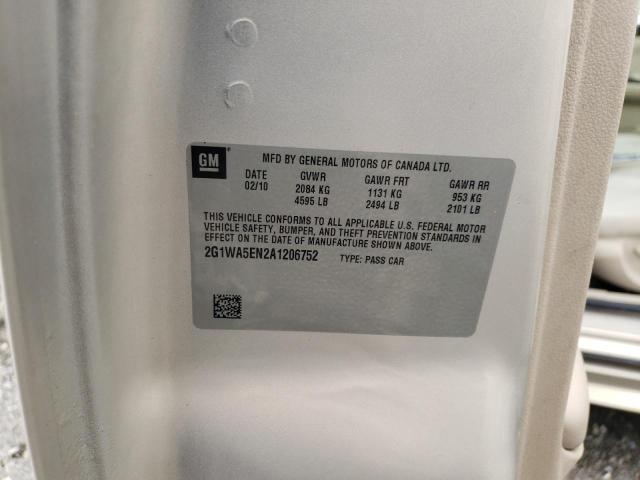 GM
MFD BY GENERAL MOTORS OF CANADA LTD.
DATE GVWR GAWR FRT GAWR RR
02/10 2084 KG 1131 KG 953 KG
4595 LB 2494 LB 2101 LB
THIS VEHICLE CONFORMS TO ALL APPLICABLE U.S. FEDERAL MOTOR
VEHICLE SAFETY, BUMPER, AND THEFT PREVENTION STANDARDS IN
EFFECT ON THE DATE OF MANUFACTURE SHOWN ABOVE.
2G1WA5EN2A1206752 TYPE: PASS CAR